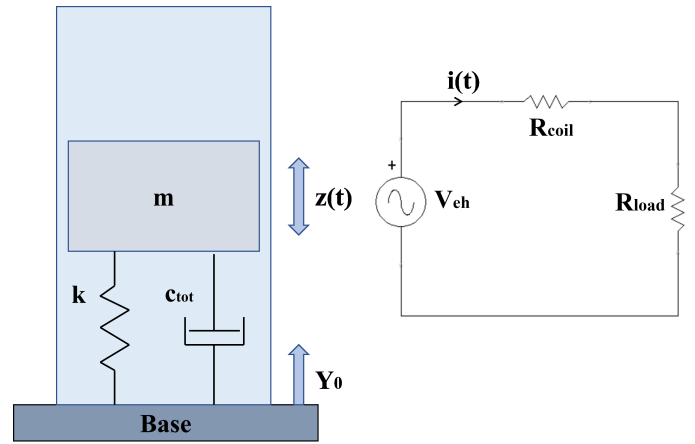 m
z(t)
k
ctot
Y0
Base
i(t)
Rcoil
+
Veh
Rload